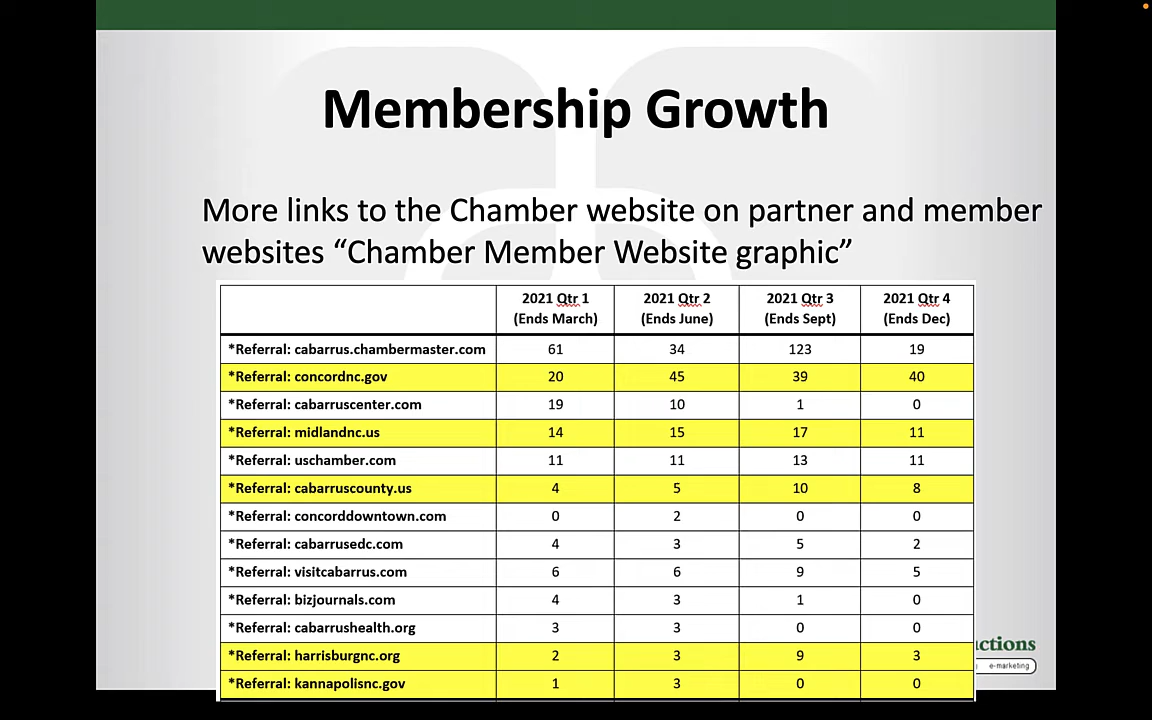 Membership Growth
More links to the Chamber website on partner and member
websites “Chamber Member Website graphic”
2021 Qtr 1 2021 Qtr 2 2021 Qtr 3 2021 Qtr 4
(Ends March) (Ends June) (Ends Sept) (Ends Dec)
*Referral: cabarrus.chambermaster.com 61 34 123 19
*Referral: concordnc.gov 20 45 39 40
*Referral: cabarruscenter.com 19 10 1 0
*Referral: midlandnc.us 14 15 17 11
*Referral: uschamber.com 11 11 13 11
*Referral: cabarruscounty.us 4 5 10 8
*Referral: concorddowntown.com 0 2 0 0
*Referral: cabarrusedc.com 4 3 5 2
*Referral: visitcabarrus.com 6 6 9 5
*Referral: bizjournals.com 4 3 1 0
*Referral: cabarrushealth.org 3 3 0 0
*Referral: harrisburgnc.org 2 3 9 3
*Referral: kannapolisnc.gov 1 3 0 0
e-marketing